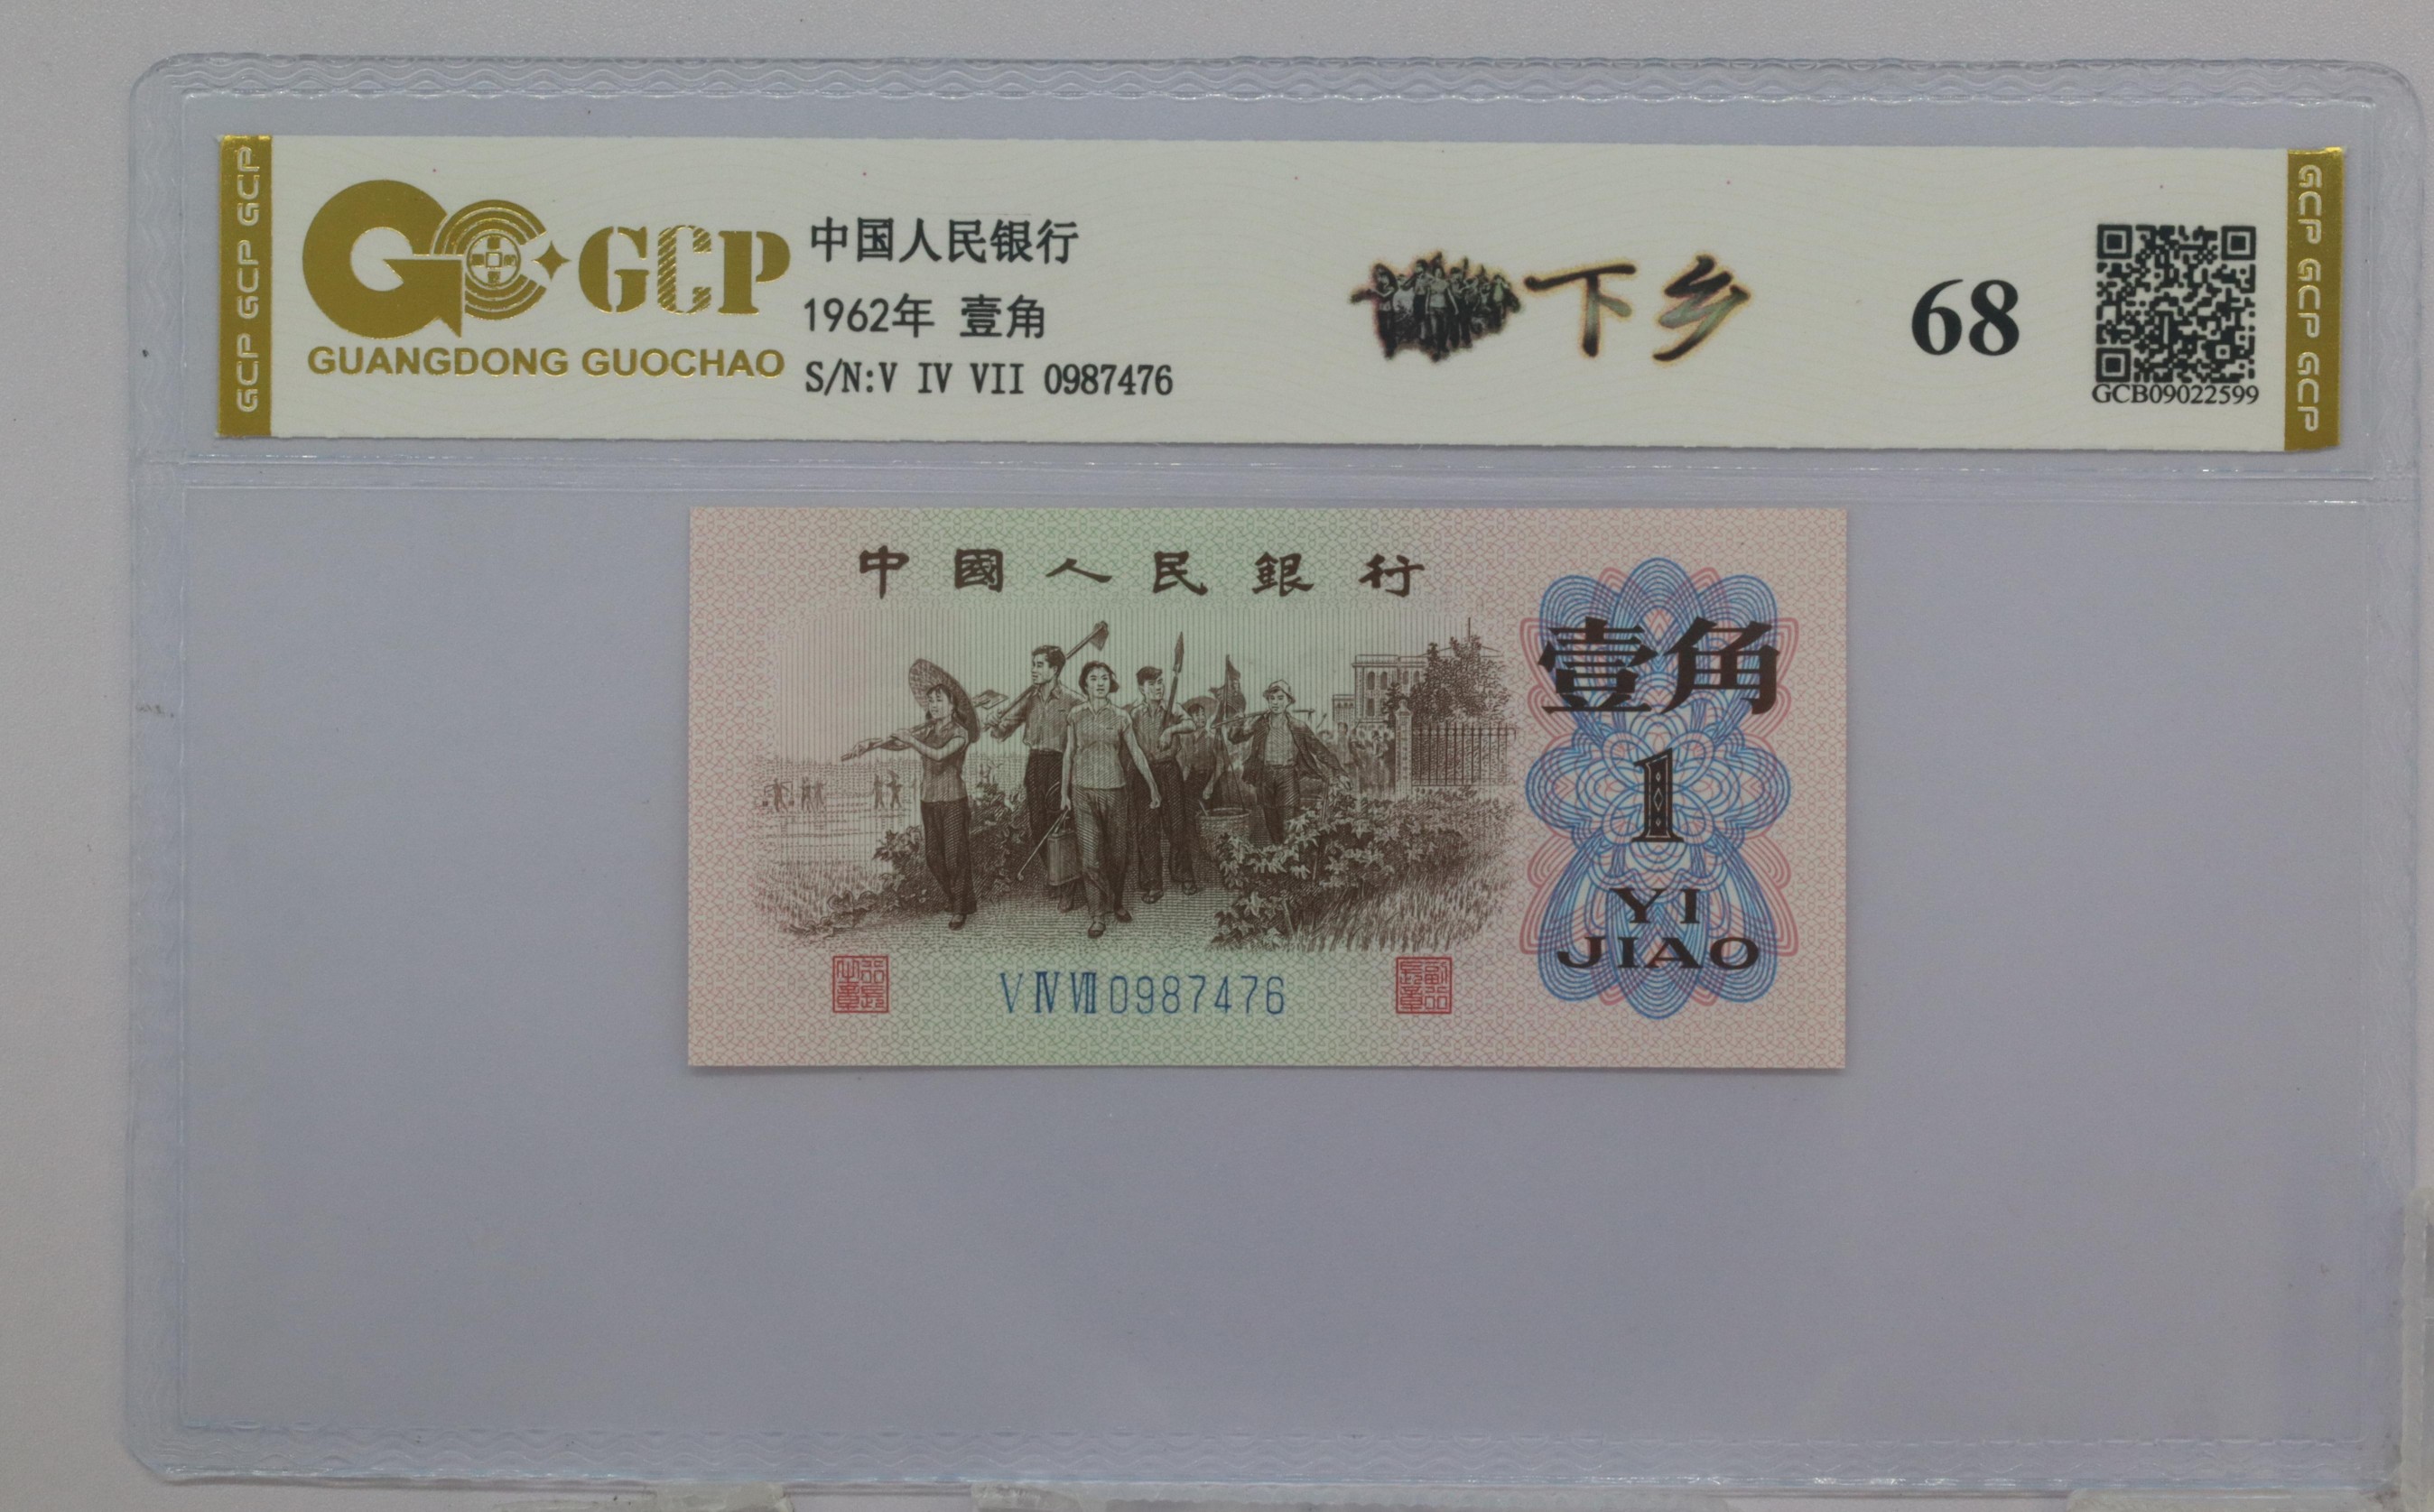 GCP GCP GCP
GCP
GUANGDONG GUOCHAO
中国人民银行
1962年 壹角
S/N:V IV VII 0987476
下乡
68
GCB09022599
GCP GCP GCP
中國人民銀行
壹角
1
YI
JIAO
V IV VII 0987476